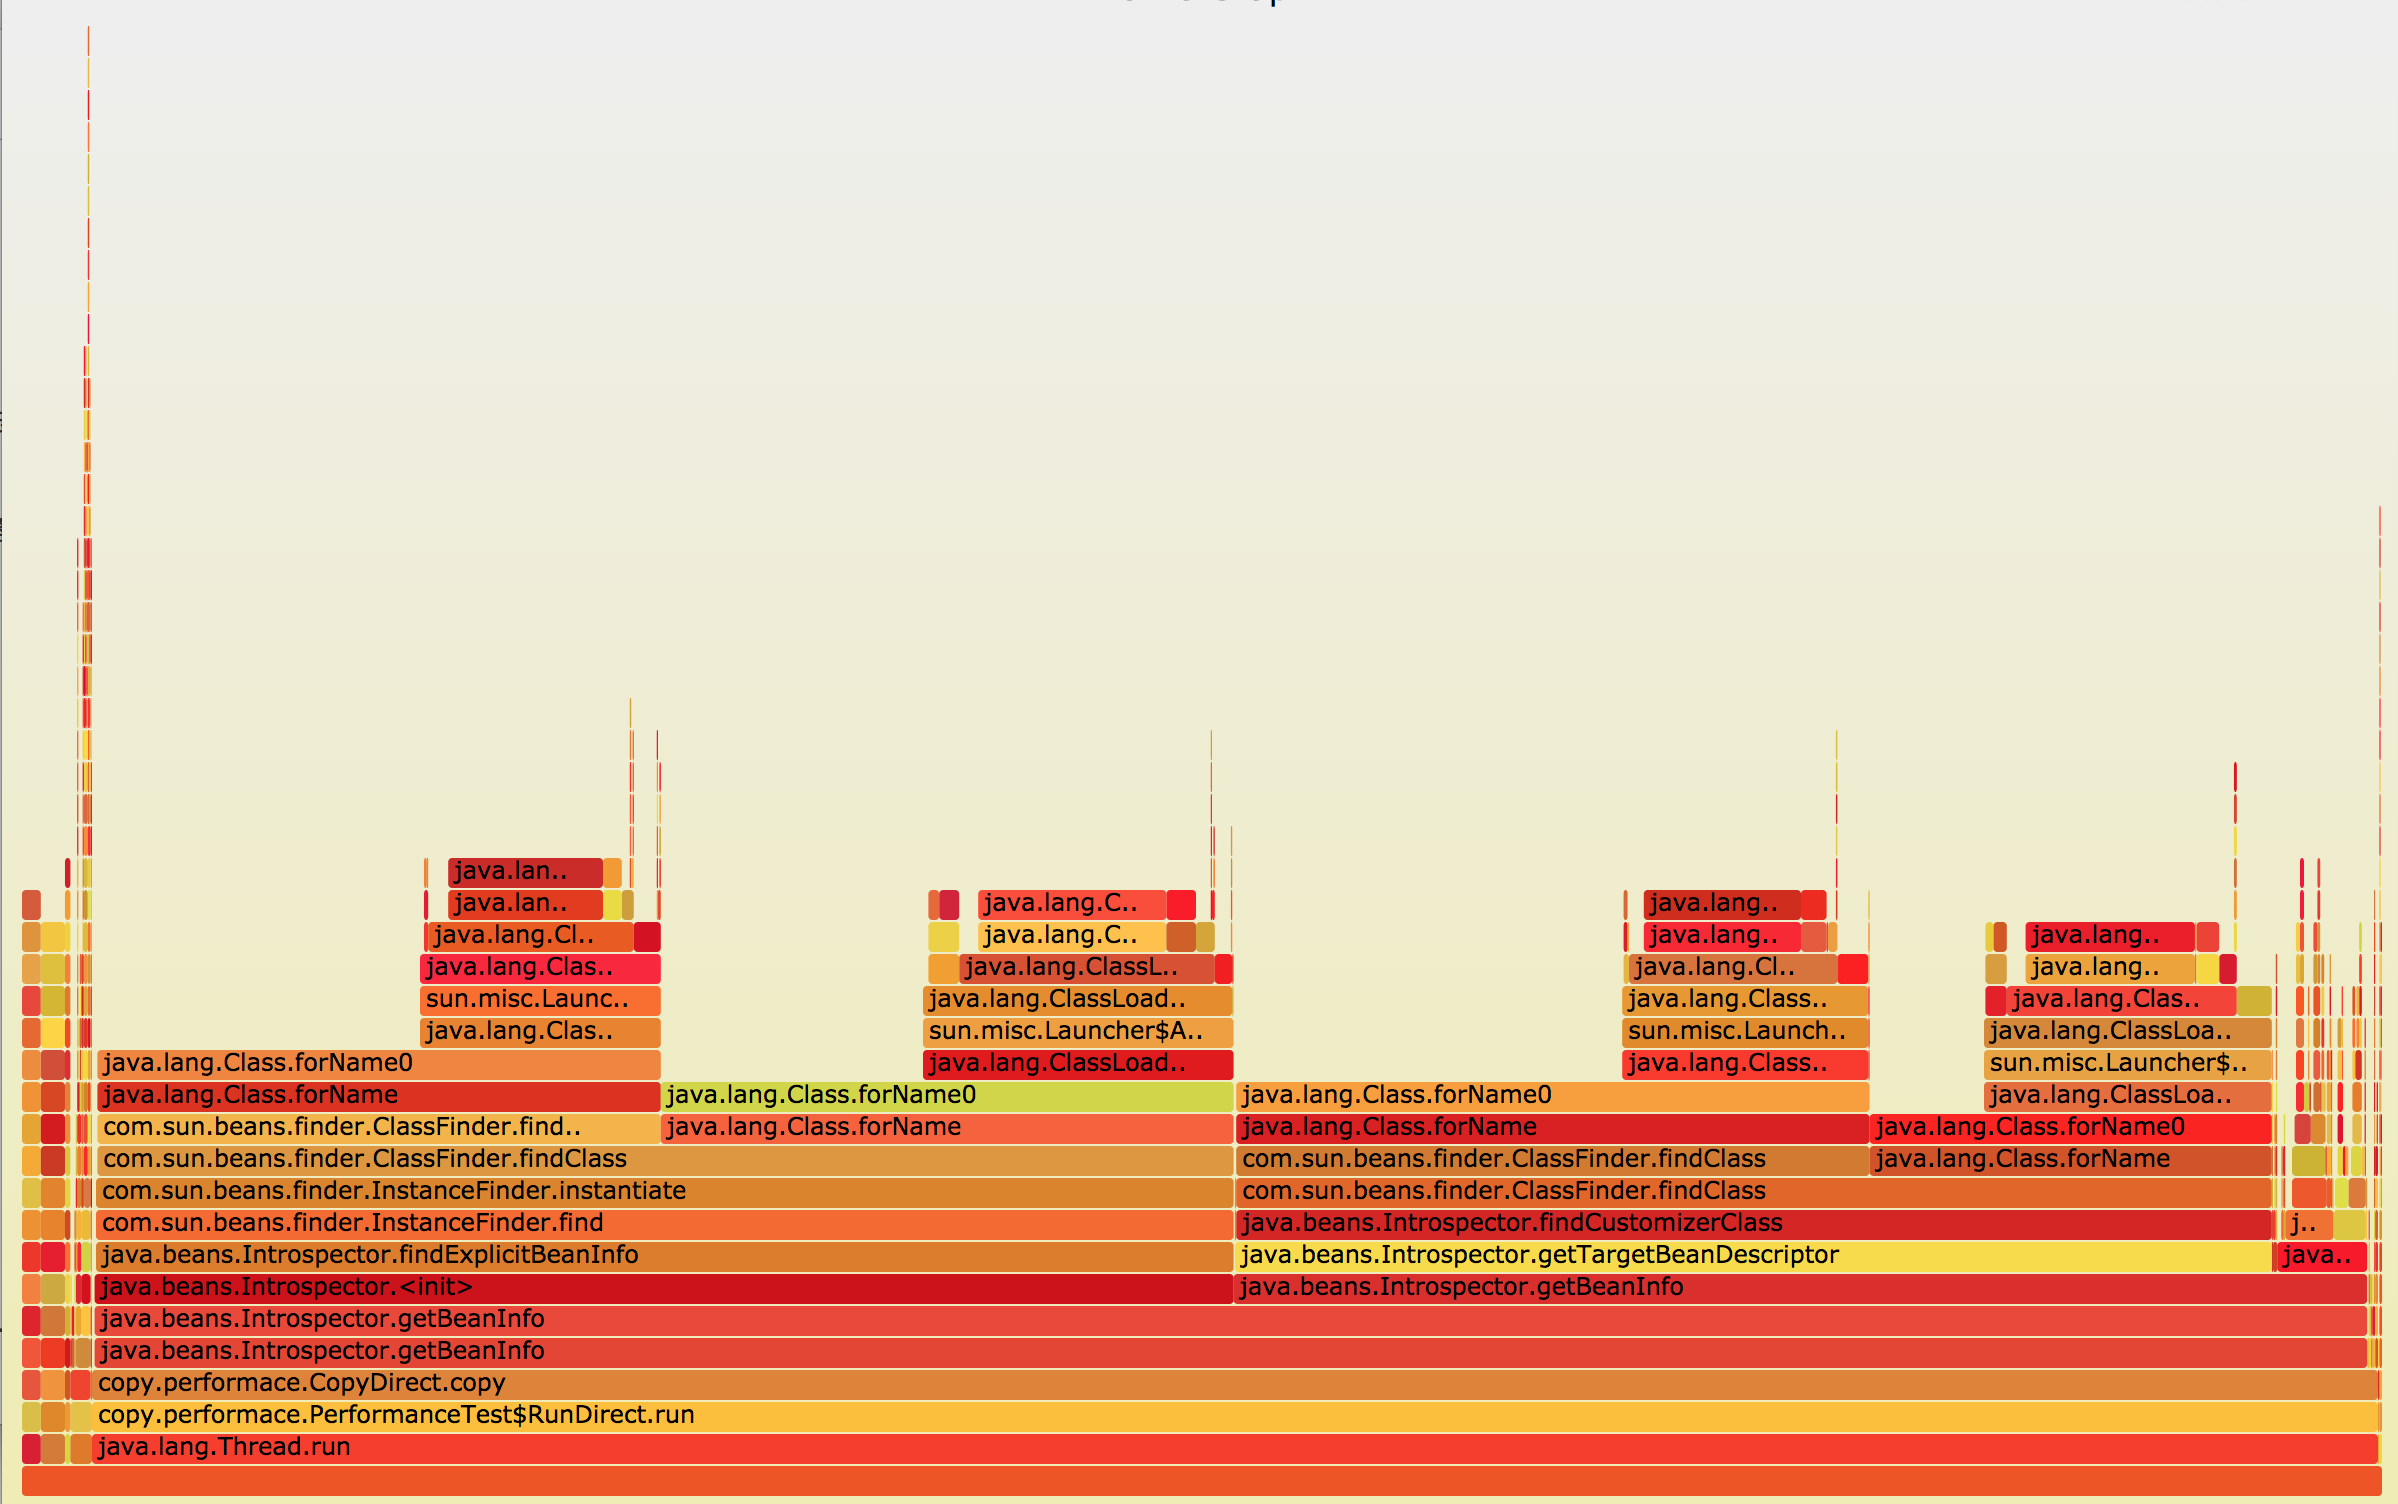 java.lan..
java.lan.. java.lang.C.. java.lang..
java.lang.Cl.. java.lang.C.. java.lang.. java.lang..
java.lang.Clas.. java.lang.ClassL.. java.lang.Cl.. java.lang..
sun.misc.Launc.. java.lang.ClassLoad.. java.lang.Class.. java.lang.Clas..
java.lang.Clas.. sun.misc.Launcher$A.. sun.misc.Launch.. java.lang.ClassLoa..
java.lang.Class.forName0 java.lang.ClassLoad.. java.lang.Class.. sun.misc.Launcher$..
java.lang.Class.forName java.lang.Class.forName0 java.lang.Class.forName0 java.lang.ClassLoa..
com.sun.beans.finder.ClassFinder.find.. java.lang.Class.forName java.lang.Class.forName java.lang.Class.forName0
com.sun.beans.finder.ClassFinder.findClass com.sun.beans.finder.ClassFinder.findClass java.lang.Class.forName
com.sun.beans.finder.InstanceFinder.instantiate com.sun.beans.finder.ClassFinder.findClass
com.sun.beans.finder.InstanceFinder.find java.beans.Introspector.findCustomizerClass j..
java.beans.Introspector.findExplicitBeanInfo java.beans.Introspector.getTargetBeanDescriptor java..
java.beans.Introspector.<init> java.beans.Introspector.getBeanInfo
java.beans.Introspector.getBeanInfo
java.beans.Introspector.getBeanInfo
copy.performace.CopyDirect.copy
copy.performace.PerformanceTest$RunDirect.run
java.lang.Thread.run